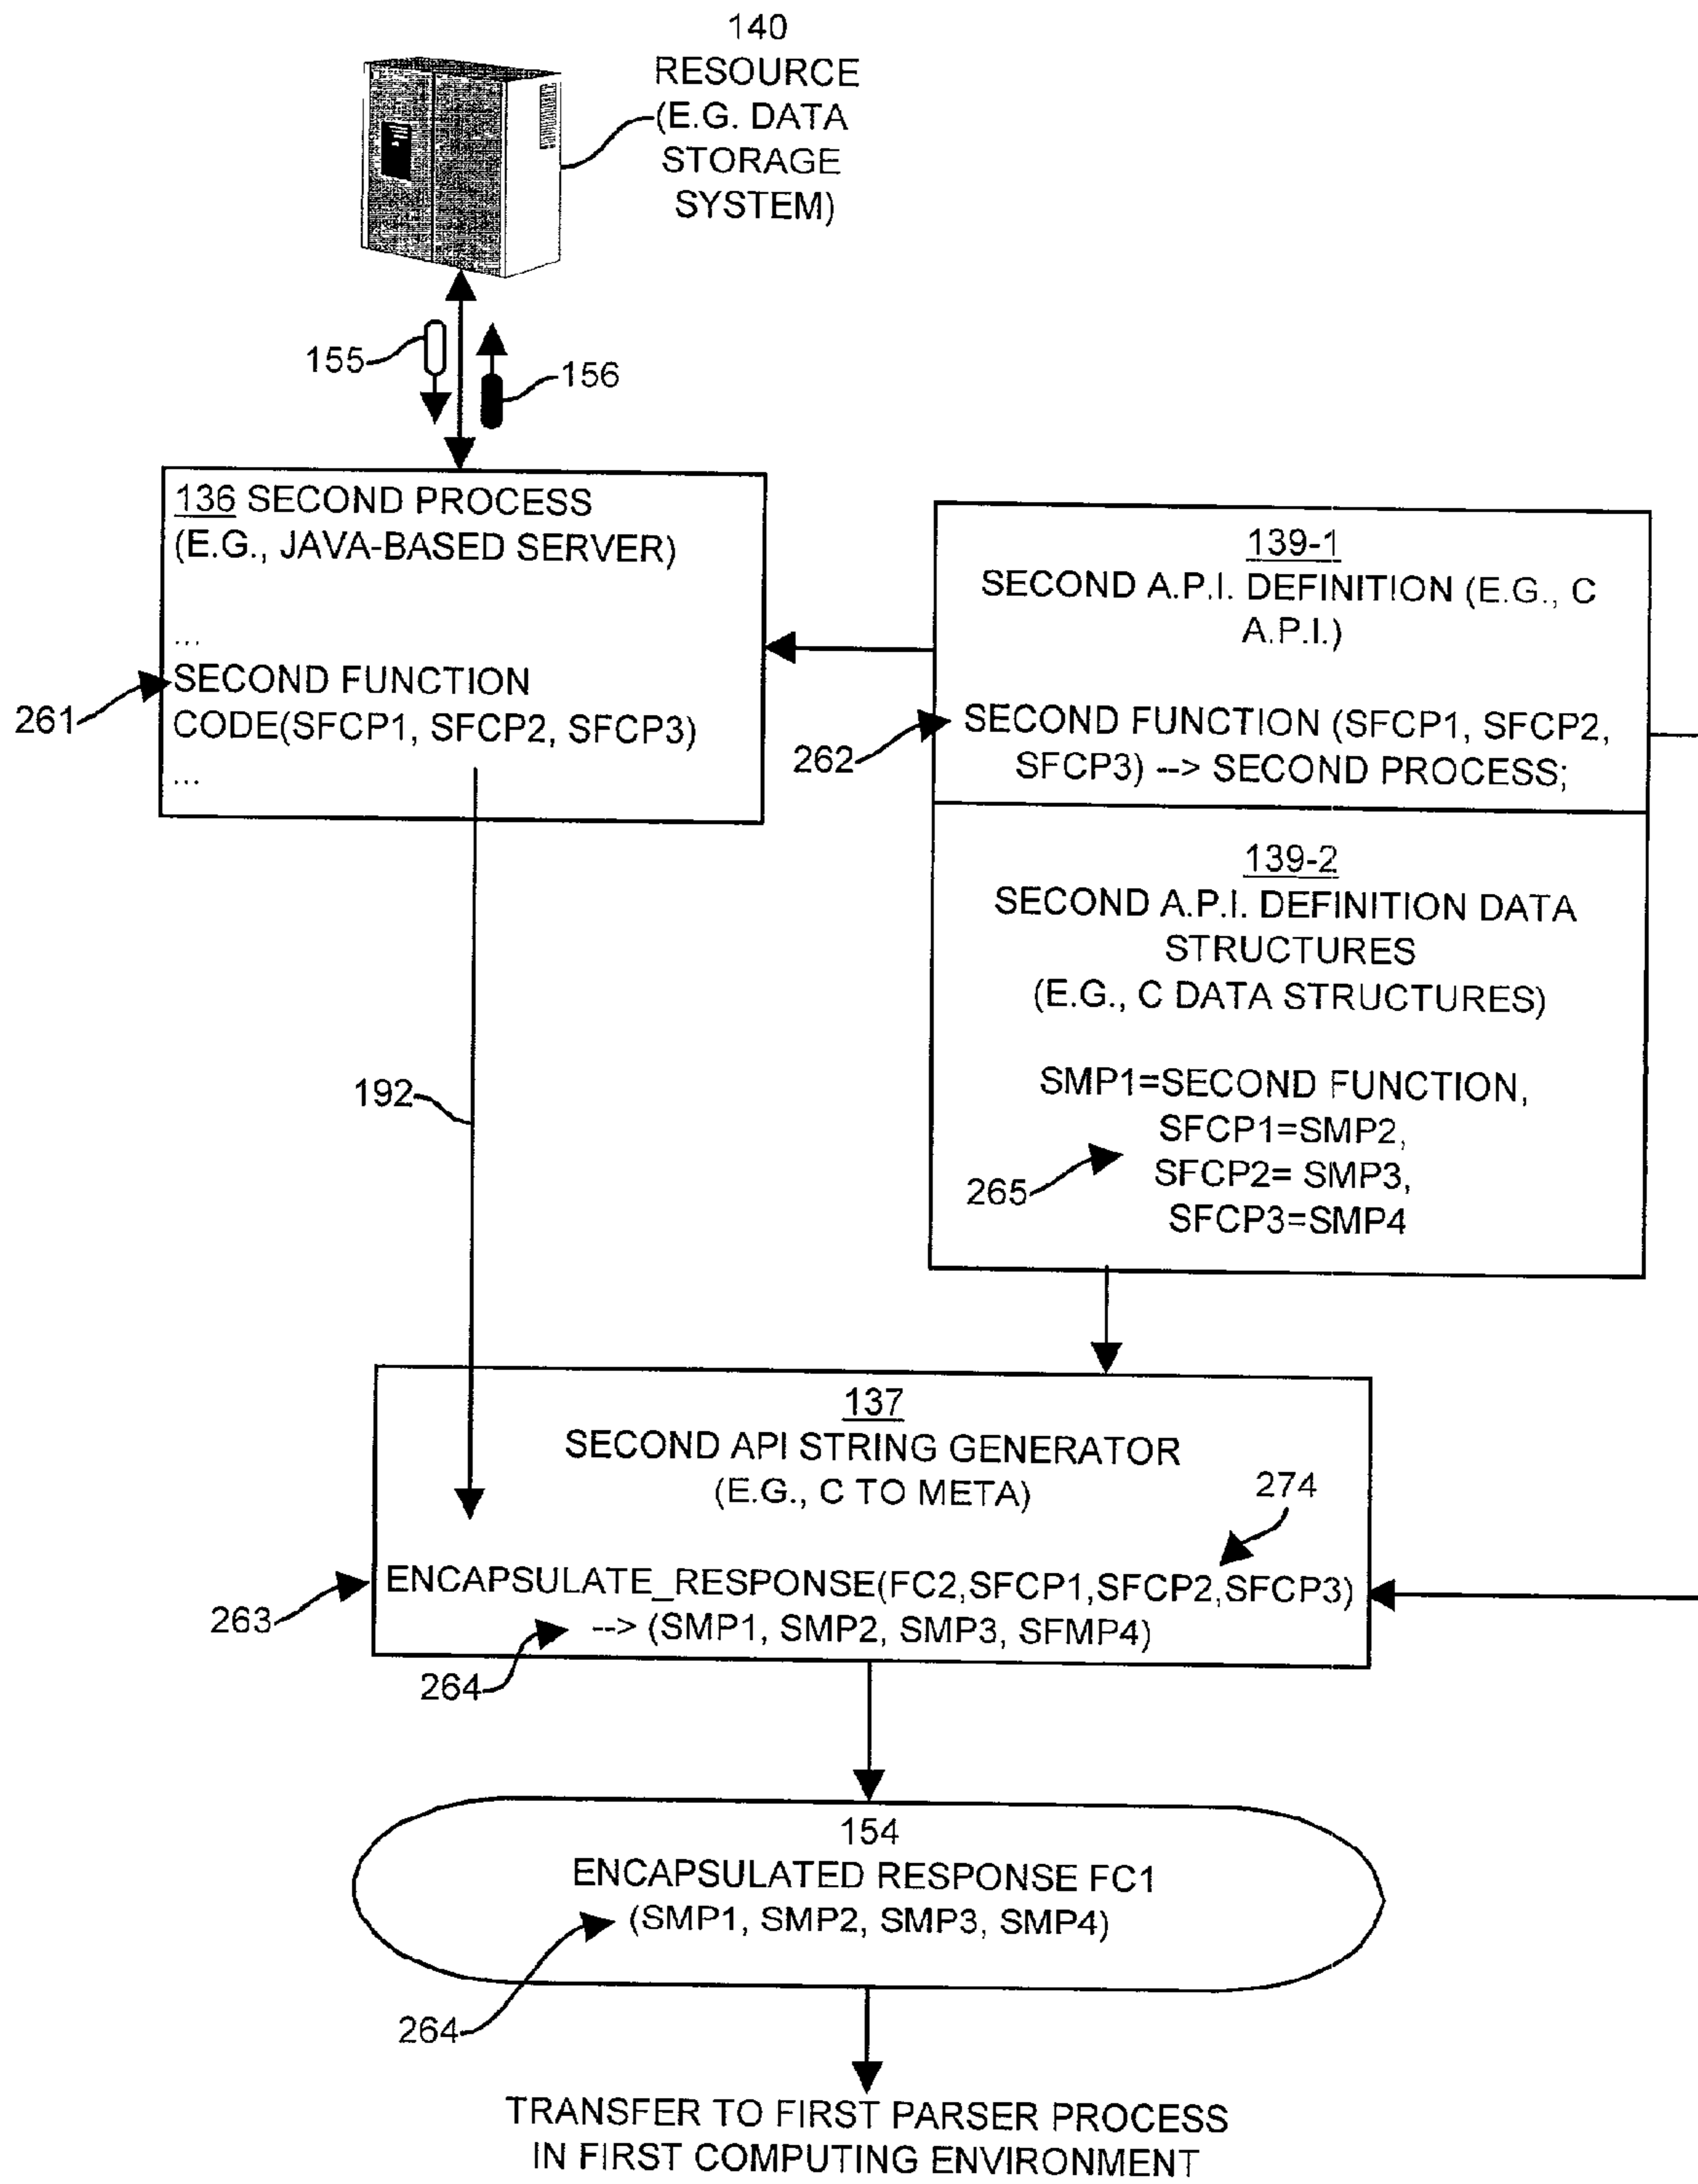 140
RESOURCE
(E.G. DATA
STORAGE
SYSTEM)
155
156
136 SECOND PROCESS
(E.G., JAVA-BASED SERVER)
...
SECOND FUNCTION
CODE(SFCP1, SFCP2, SFCP3)
...
261
139-1
SECOND A.P.I. DEFINITION (E.G., C
A.P.I.)
SECOND FUNCTION (SFCP1, SFCP2,
SFCP3) --> SECOND PROCESS;
262
139-2
SECOND A.P.I. DEFINITION DATA
STRUCTURES
(E.G., C DATA STRUCTURES)
SMP1=SECOND FUNCTION,
SFCP1=SMP2,
SFCP2= SMP3,
SFCP3=SMP4
265
192
137
SECOND API STRING GENERATOR
(E.G., C TO META)
274
ENCAPSULATE_RESPONSE(FC2,SFCP1,SFCP2,SFCP3)
--> (SMP1, SMP2, SMP3, SFMP4)
263
264
154
ENCAPSULATED RESPONSE FC1
(SMP1, SMP2, SMP3, SMP4)
264
TRANSFER TO FIRST PARSER PROCESS
IN FIRST COMPUTING ENVIRONMENT